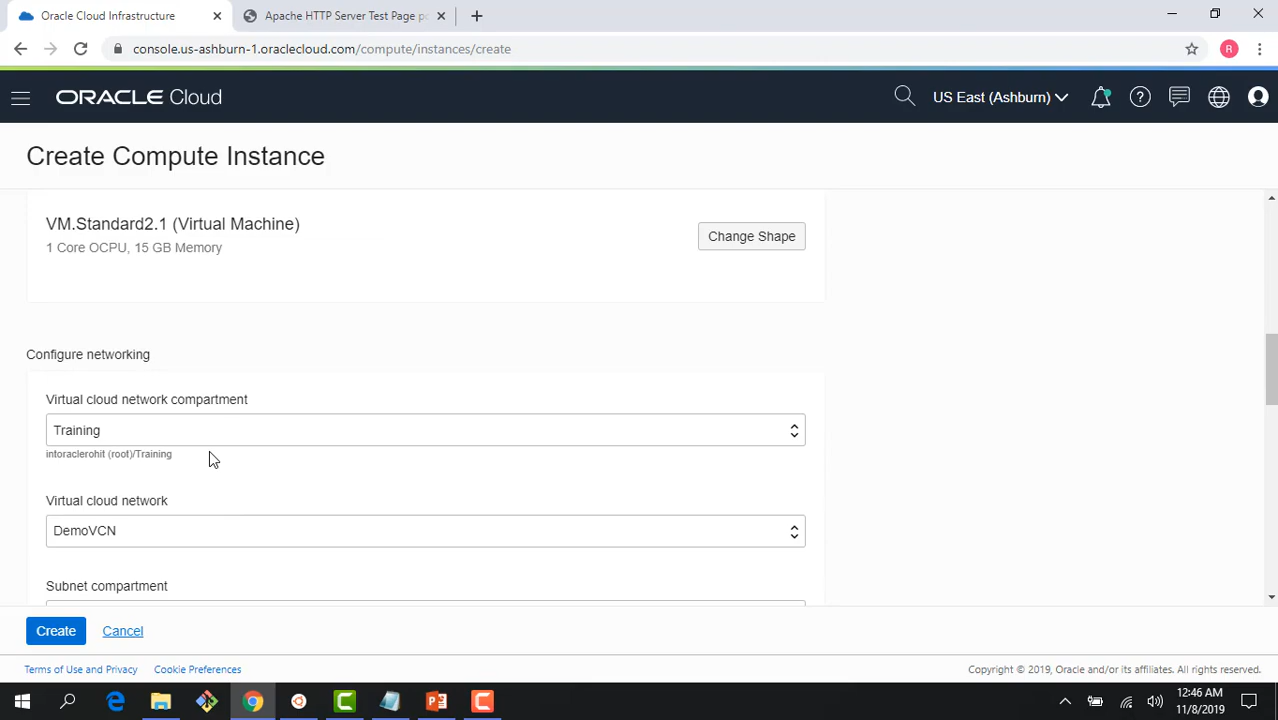 Oracle Cloud Infrastructure
Apache HTTP Server Test Page po
console.us-ashburn-1.oraclecloud.com/compute/instances/create
R
ORACLE Cloud
US East (Ashburn)
Create Compute Instance
VM.Standard2.1 (Virtual Machine)
1 Core OCPU, 15 GB Memory
Change Shape
Configure networking
Virtual cloud network compartment
Training
intoraclerohit (root)/Training
Virtual cloud network
DemoVCN
Subnet compartment
Create
Cancel
Terms of Use and Privacy
Cookie Preferences
Copyright © 2019, Oracle and/or its affiliates. All rights reserved.
12:46 AM
11/8/2019